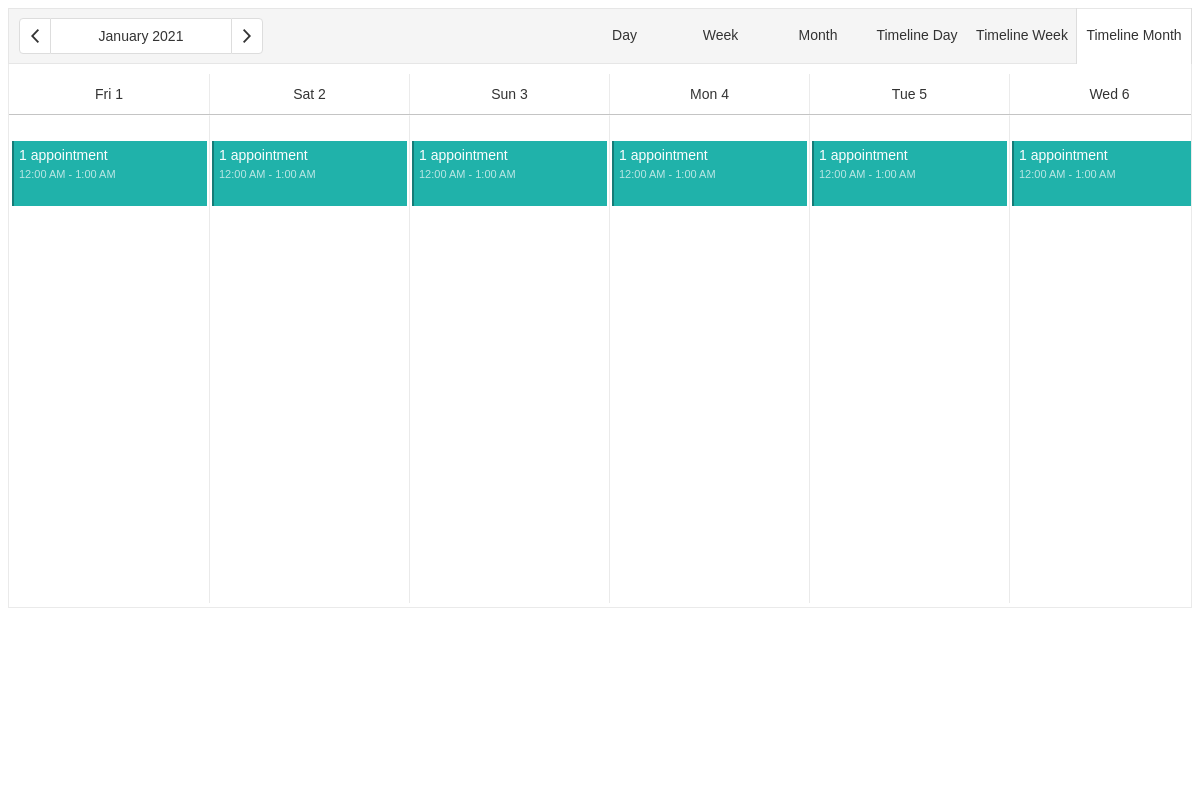 January 2021
Day Week Month Timeline Day Timeline Week Timeline Month
Fri 1 Sat 2 Sun 3 Mon 4 Tue 5 Wed 6
1 appointment 1 appointment 1 appointment 1 appointment 1 appointment 1 appointment
12:00 AM - 1:00 AM 12:00 AM - 1:00 AM 12:00 AM - 1:00 AM 12:00 AM - 1:00 AM 12:00 AM - 1:00 AM 12:00 AM - 1:00 AM